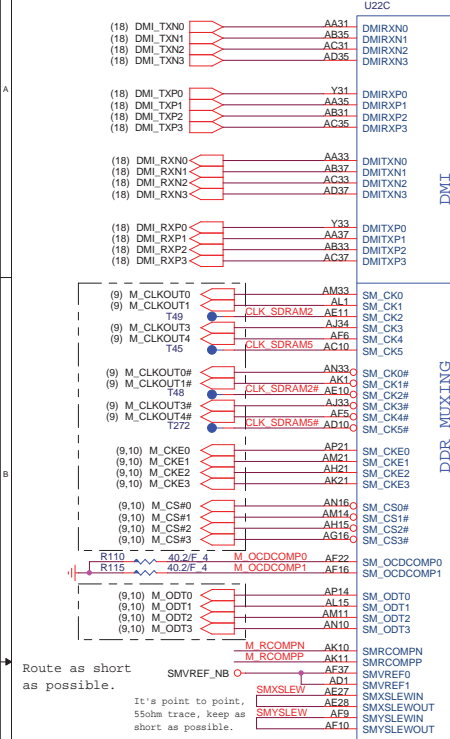 U22C
(18) DMI_TXN0 AA31 DMIRXN0
(18) DMI_TXN1 AB35 DMIRXN1
(18) DMI_TXN2 AC31 DMIRXN2
(18) DMI_TXN3 AD35 DMIRXN3
A
(18) DMI_TXP0 Y31 DMIRXP0
(18) DMI_TXP1 AA35 DMIRXP1
(18) DMI_TXP2 AB31 DMIRXP2
(18) DMI_TXP3 AC35 DMIRXP3
(18) DMI_RXN0 AA33 DMITXN0
(18) DMI_RXN1 AB37 DMITXN1
(18) DMI_RXN2 AC33 DMITXN2
(18) DMI_RXN3 AD37 DMITXN3
DMI
(18) DMI_RXP0 Y33 DMITXP0
(18) DMI_RXP1 AA37 DMITXP1
(18) DMI_RXP2 AB33 DMITXP2
(18) DMI_RXP3 AC37 DMITXP3
(9) M_CLKOUT0 AM33 SM_CK0
(9) M_CLKOUT1 AL1 SM_CK1
T49 CLK_SDRAM2 AE11 SM_CK2
(9) M_CLKOUT3 AJ34 SM_CK3
(9) M_CLKOUT4 AF6 SM_CK4
T45 CLK_SDRAM5 AC10 SM_CK5
(9) M_CLKOUT0# AN33 SM_CK0#
(9) M_CLKOUT1# AK1 SM_CK1#
T48 CLK_SDRAM2# AE10 SM_CK2#
(9) M_CLKOUT3# AJ33 SM_CK3#
(9) M_CLKOUT4# AF5 SM_CK4#
T272 CLK_SDRAM5# AD10 SM_CK5#
DDR MUXING
(9,10) M_CKE0 AP21 SM_CKE0
(9,10) M_CKE1 AM21 SM_CKE1
(9,10) M_CKE2 AH21 SM_CKE2
(9,10) M_CKE3 AK21 SM_CKE3
B
(9,10) M_CS#0 AN16 SM_CS0#
(9,10) M_CS#1 AM14 SM_CS1#
(9,10) M_CS#2 AH15 SM_CS2#
(9,10) M_CS#3 AG16 SM_CS3#
R110 40.2/F_4 M_OCDCOMP0 AF22 SM_OCDCOMP0
R115 40.2/F_4 M_OCDCOMP1 AF16 SM_OCDCOMP1
(9,10) M_ODT0 AP14 SM_ODT0
(9,10) M_ODT1 AL15 SM_ODT1
(9,10) M_ODT2 AM11 SM_ODT2
(9,10) M_ODT3 AN10 SM_ODT3
M_RCOMPN AK10 SMRCOMPN
M_RCOMPP AK11 SMRCOMPP
Route as short
as possible.
SMVREF_NB AF37 SMVREF0
AD1 SMVREF1
It's point to point,
55ohm trace, keep as
short as possible.
SMXSLEW AE27 SMXSLEWIN
AE28 SMXSLEWOUT
SMYSLEW AF9 SMYSLEWIN
AF10 SMYSLEWOUT